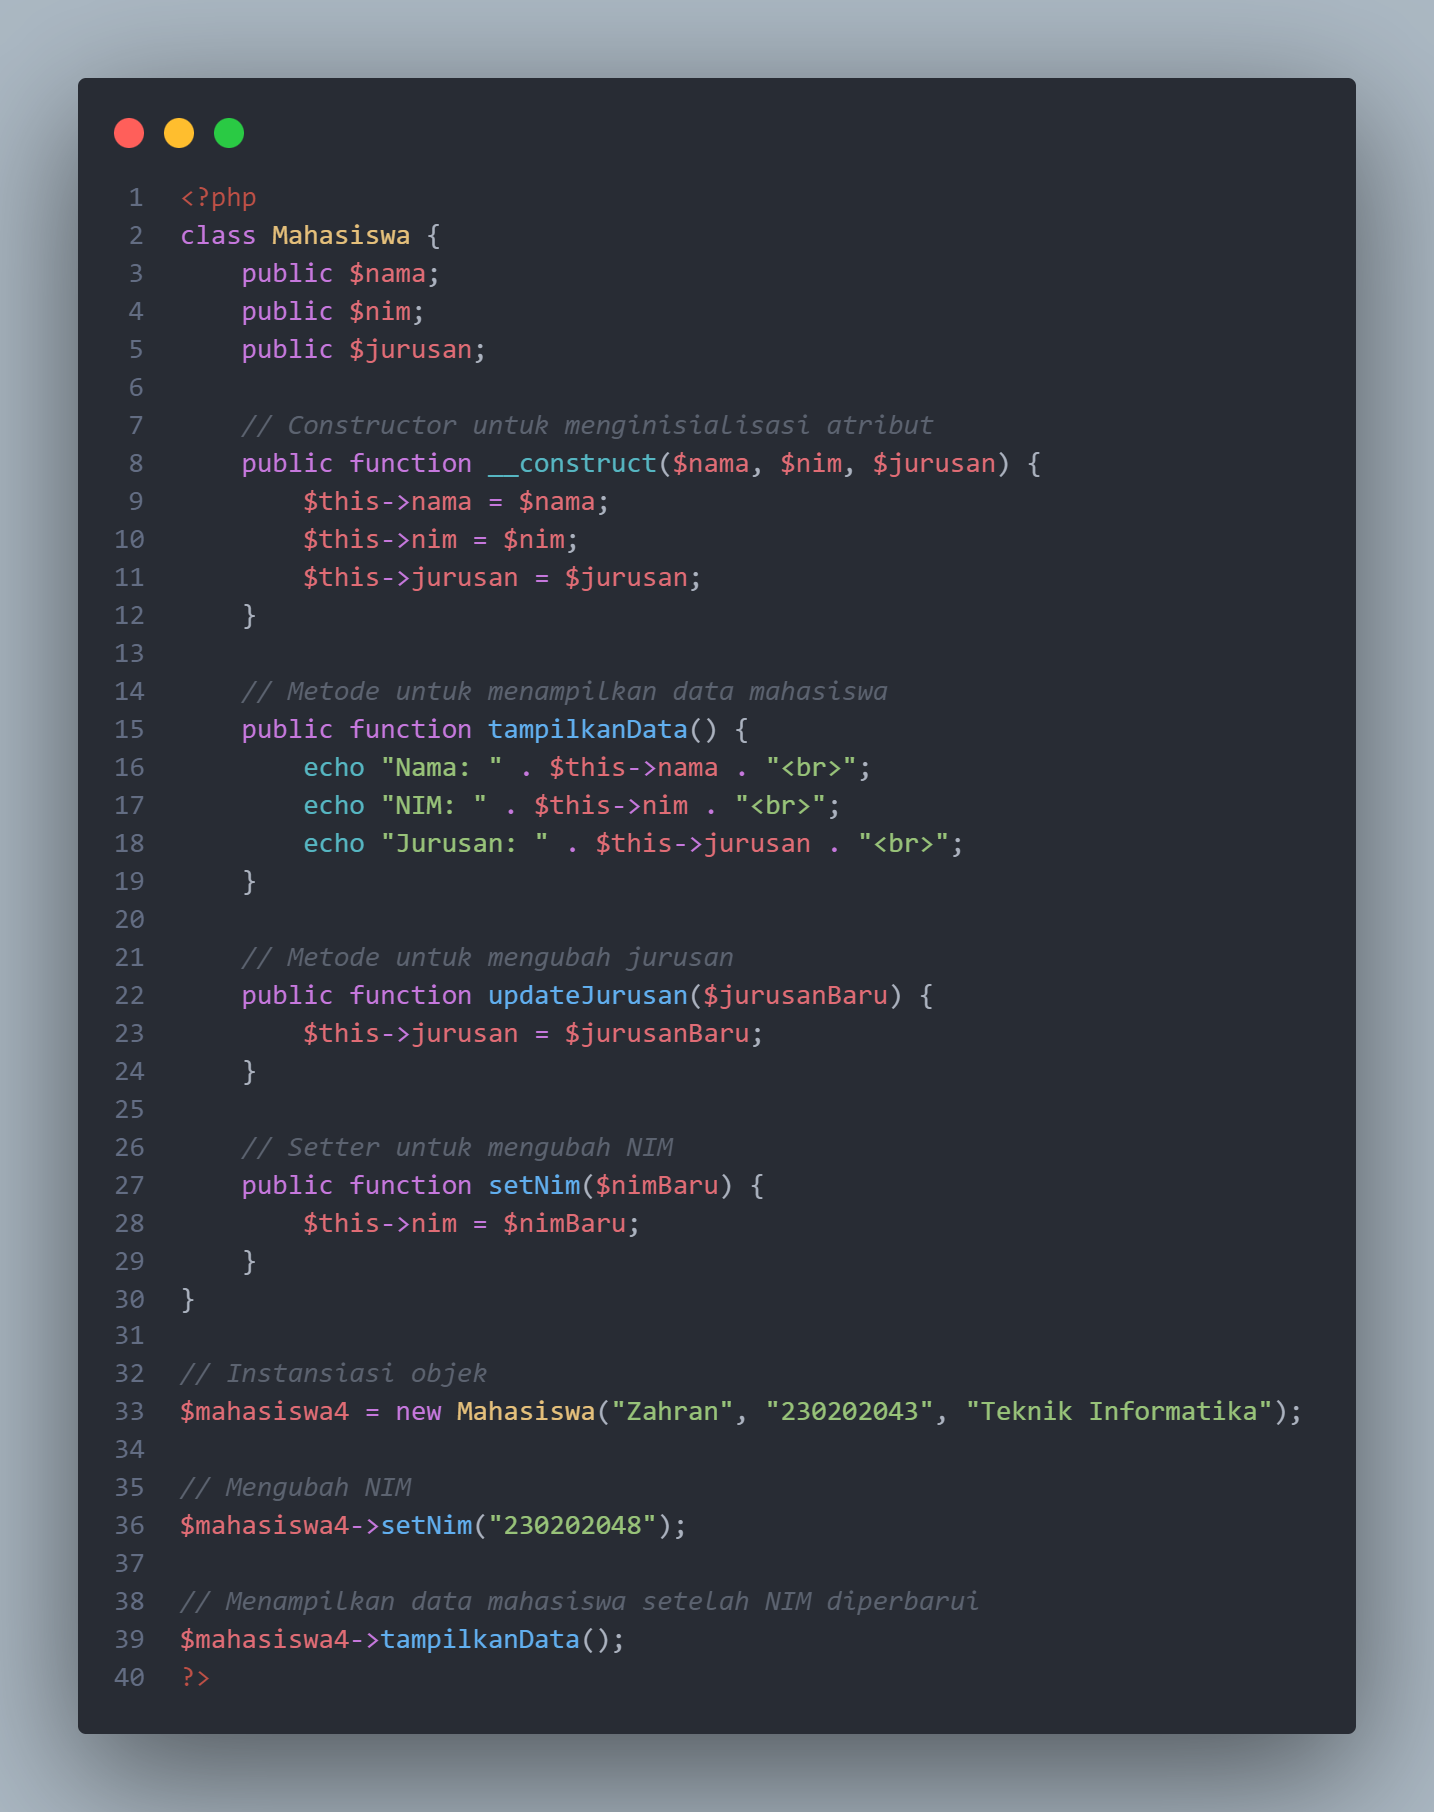 1 <?php
2 class Mahasiswa {
3     public $nama;
4     public $nim;
5     public $jurusan;
6
7     // Constructor untuk menginisialisasi atribut
8     public function __construct($nama, $nim, $jurusan) {
9         $this->nama = $nama;
10         $this->nim = $nim;
11         $this->jurusan = $jurusan;
12     }
13
14     // Metode untuk menampilkan data mahasiswa
15     public function tampilkanData() {
16         echo "Nama: " . $this->nama . "<br>";
17         echo "NIM: " . $this->nim . "<br>";
18         echo "Jurusan: " . $this->jurusan . "<br>";
19     }
20
21     // Metode untuk mengubah jurusan
22     public function updateJurusan($jurusanBaru) {
23         $this->jurusan = $jurusanBaru;
24     }
25
26     // Setter untuk mengubah NIM
27     public function setNim($nimBaru) {
28         $this->nim = $nimBaru;
29     }
30 }
31
32 // Instansiasi objek
33 $mahasiswa4 = new Mahasiswa("Zahran", "230202043", "Teknik Informatika");
34
35 // Mengubah NIM
36 $mahasiswa4->setNim("230202048");
37
38 // Menampilkan data mahasiswa setelah NIM diperbarui
39 $mahasiswa4->tampilkanData();
40 ?>